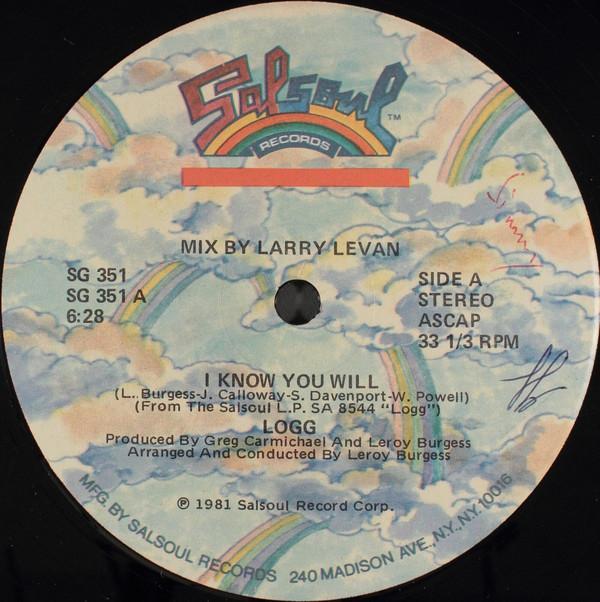 Salsoul TM
RECORDS
MIX BY LARRY LEVAN
SG 351
SG 351 A
6:28
SIDE A
STEREO
ASCAP
33 1/3 RPM
I KNOW YOU WILL
(L. Burgess-J. Calloway-S. Davenport-W. Powell)
(From The Salsoul L.P. SA 8544 "Logg")
LOGG
Produced By Greg Carmichael And Leroy Burgess
Arranged And Conducted By Leroy Burgess
℗ 1981 Salsoul Record Corp.
MFG. BY SALSOUL RECORDS 240 MADISON AVE., N.Y., N.Y. 10016